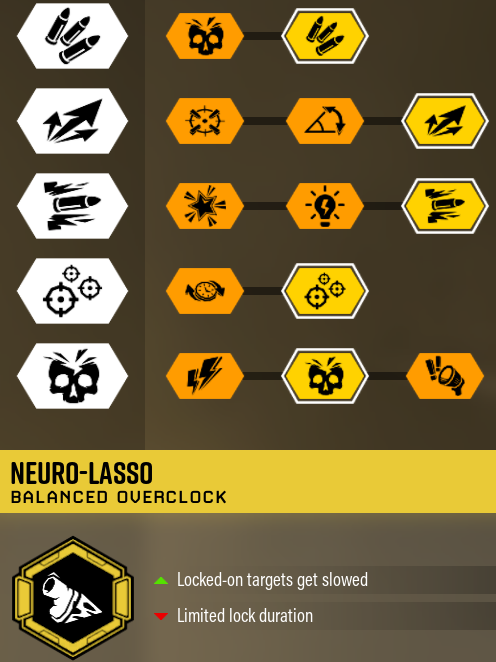 NEURO-LASSO
BALANCED OVERCLOCK
Locked-on targets get slowed
Limited lock duration